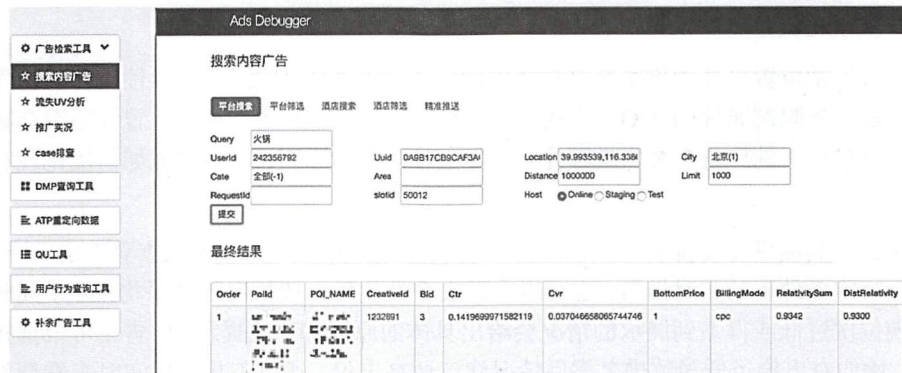 Ads Debugger
广告检索工具
搜索内容广告
流失UV分析
推广实况
case排查
DMP查询工具
ATP重定向数据
QU工具
用户行为查询工具
补余广告工具
搜索内容广告
平台搜索 平台筛选 酒店搜索 酒店筛选 精准推送
Query 火锅
UserId 242356792 Uuid 0A9B17CB9CAF3A Location 39.993539,116.338 City 北京(1)
Cate 全部(-1) Area Distance 1000000 Limit 1000
RequestId slotid 50012 Host Online Staging Test
提交
最终结果
Order PoiId POI_NAME CreativeId Bid Ctr Cvr BottomPrice BillingMode RelativitySum DistRelativity
1 1232891 3 0.1419699971582119 0.037046658065744746 1 cpc 0.9342 0.9300